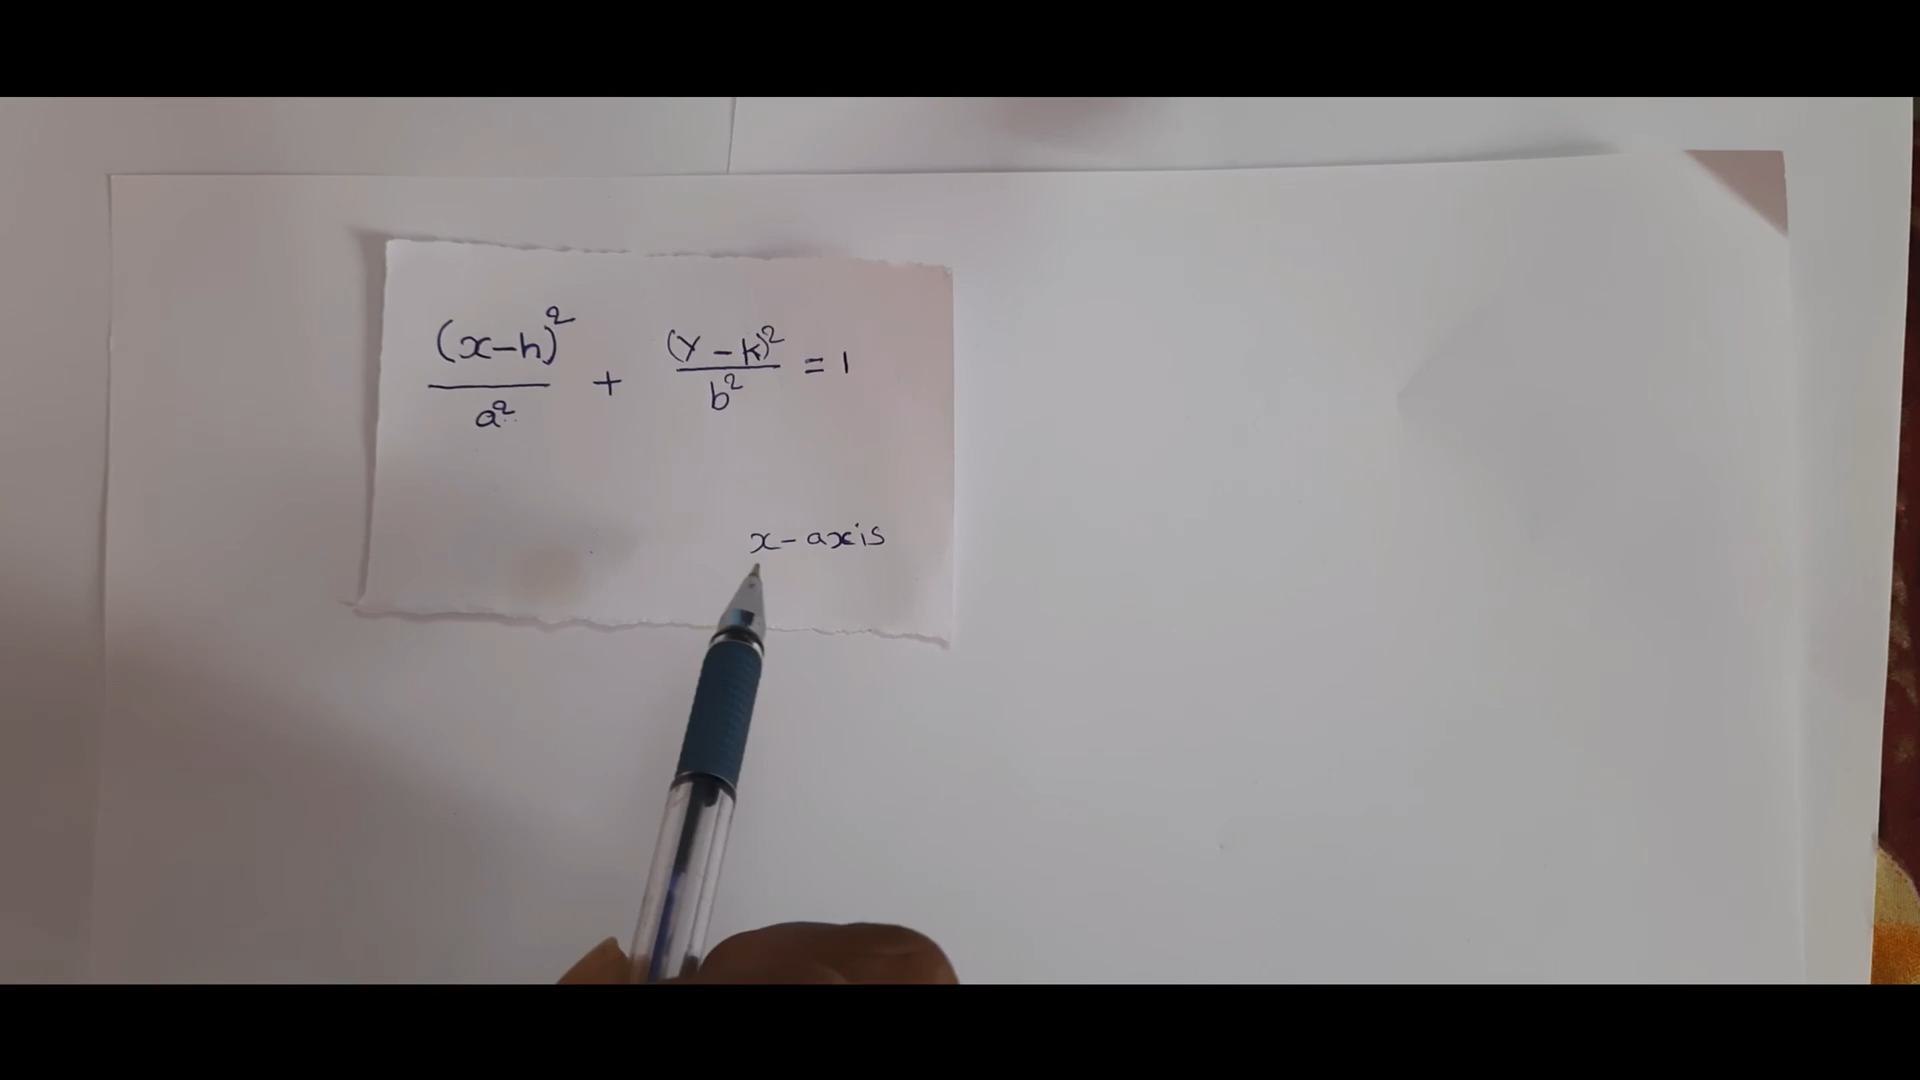 (x-h)²/a² + (y-k)²/b² = 1
x-axis